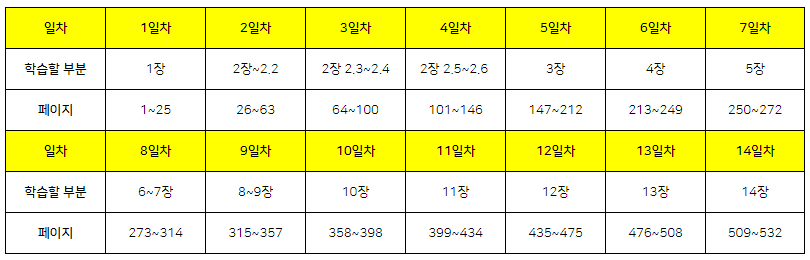 일차 1일차 2일차 3일차 4일차 5일차 6일차 7일차
학습할 부분 1장 2장~2.2 2장 2.3~2.4 2장 2.5~2.6 3장 4장 5장
페이지 1~25 26~63 64~100 101~146 147~212 213~249 250~272
일차 8일차 9일차 10일차 11일차 12일차 13일차 14일차
학습할 부분 6~7장 8~9장 10장 11장 12장 13장 14장
페이지 273~314 315~357 358~398 399~434 435~475 476~508 509~532